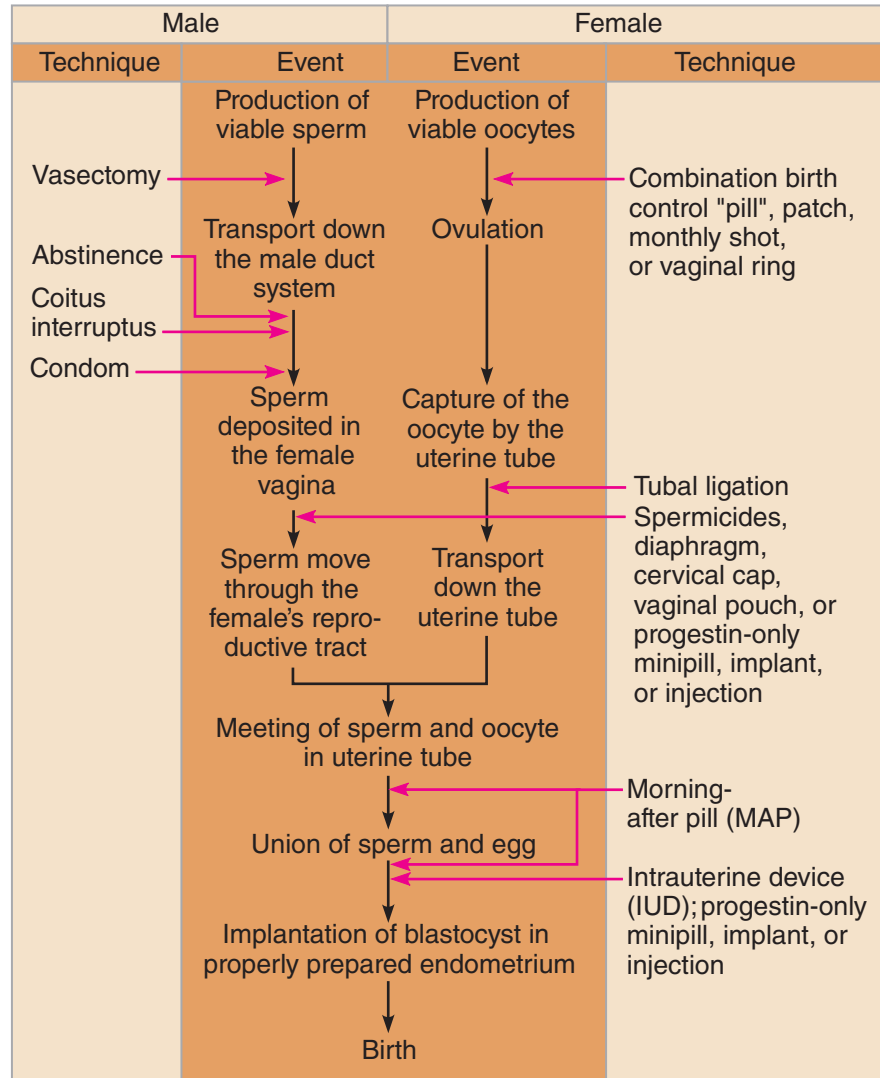 Male
Female
Technique
Event
Event
Technique
Production of
viable sperm
Production of
viable oocytes
Vasectomy
Combination birth
control "pill", patch,
monthly shot,
or vaginal ring
Transport down
the male duct
system
Ovulation
Abstinence
Coitus
interruptus
Condom
Sperm
deposited in
the female
vagina
Capture of the
oocyte by the
uterine tube
Tubal ligation
Spermicides,
diaphragm,
cervical cap,
vaginal pouch, or
progestin-only
minipill, implant,
or injection
Sperm move
through the
female's repro-
ductive tract
Transport
down the
uterine tube
Meeting of sperm and oocyte
in uterine tube
Morning-
after pill (MAP)
Union of sperm and egg
Intrauterine device
(IUD); progestin-only
minipill, implant, or
injection
Implantation of blastocyst in
properly prepared endometrium
Birth